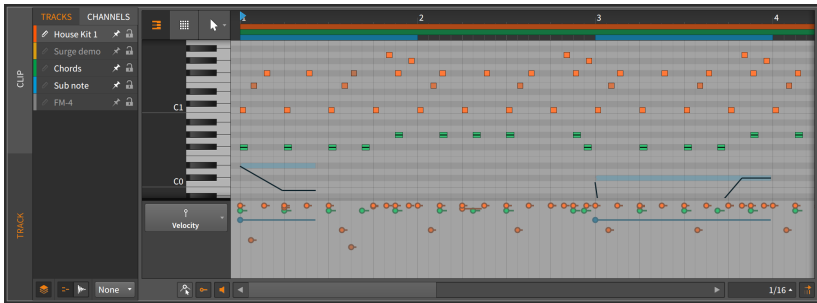 TRACKS CHANNELS
House Kit 1
Surge demo
Chords
Sub note
FM-4
CLIP
TRACK
1 2 3 4
C1
C0
Velocity
None
1/16